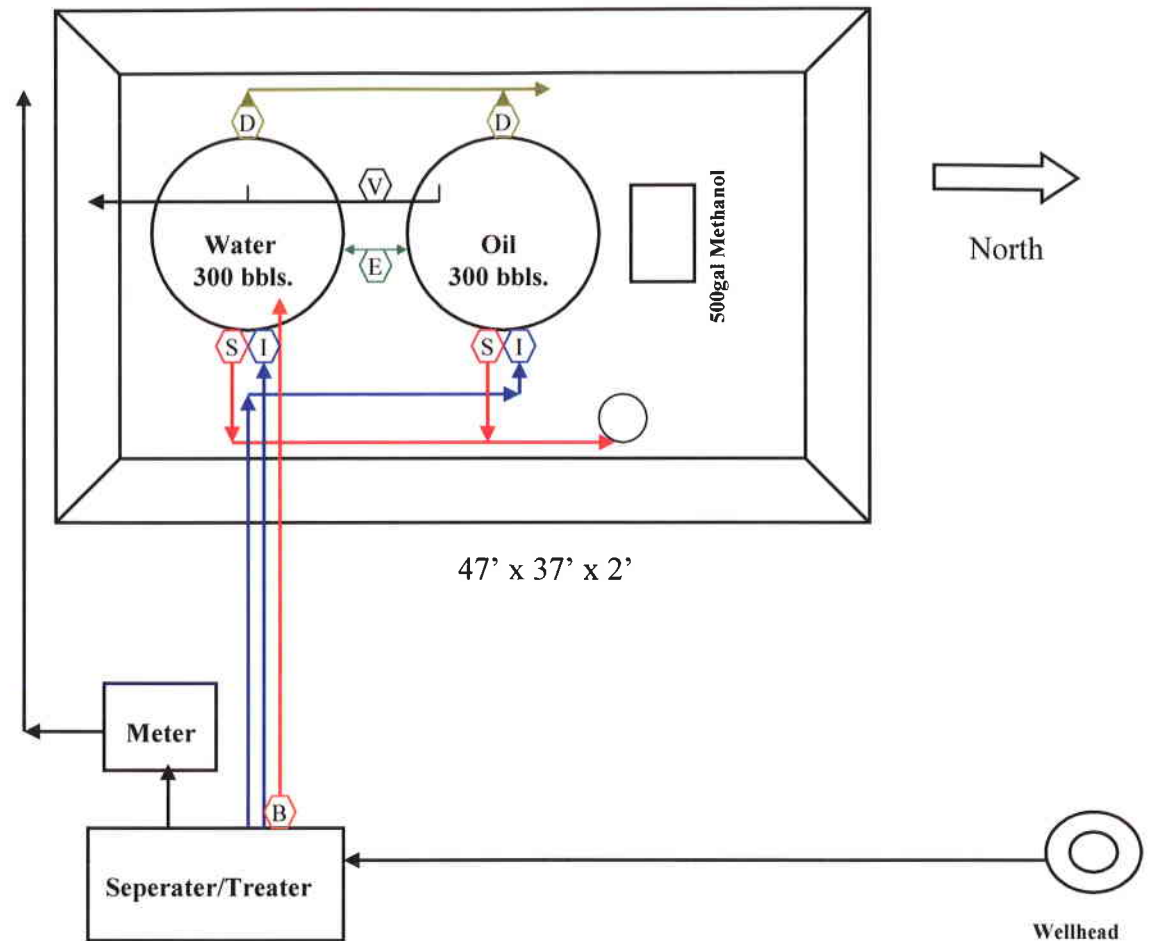 D
D
V
Water
300 bbls.
E
Oil
300 bbls.
500gal Methanol
North
S
I
S
I
47’ x 37’ x 2’
Meter
B
Seperater/Treater
Wellhead